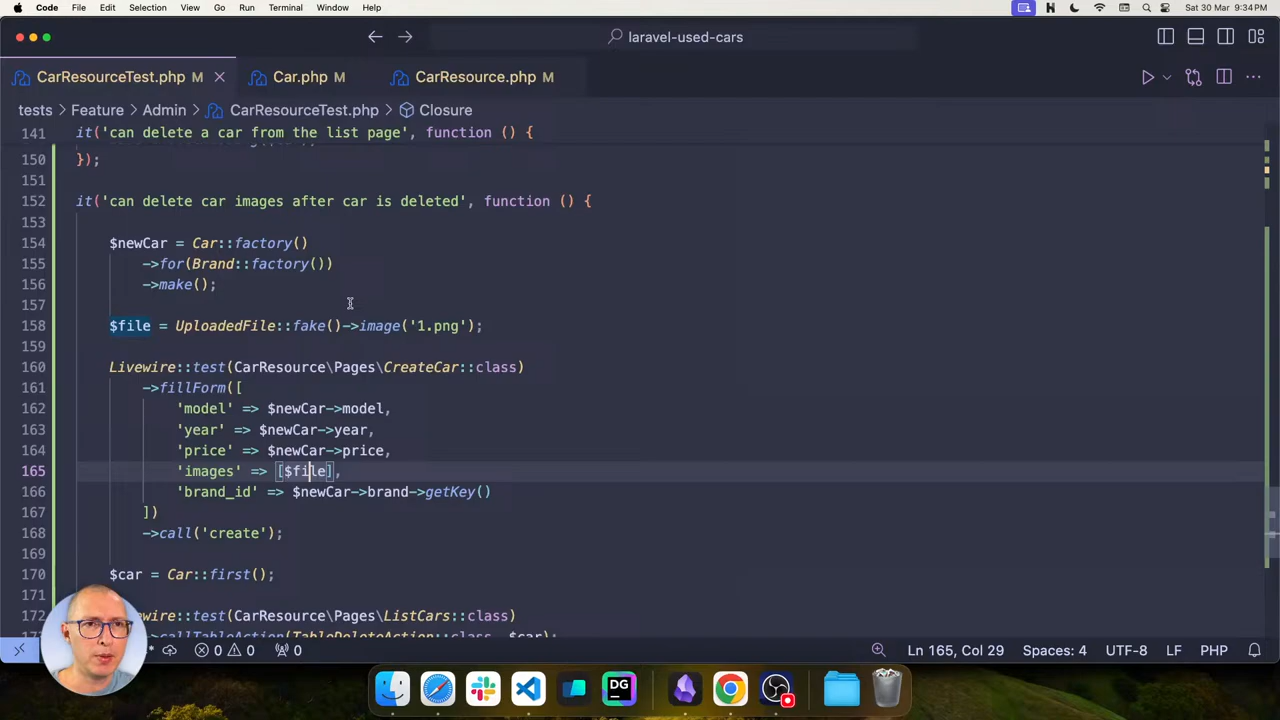 Code File Edit Selection View Go Run Terminal Window Help Sat 30 Mar 9:34 PM
laravel-used-cars
CarResourceTest.php M Car.php M CarResource.php M
tests > Feature > Admin > CarResourceTest.php > Closure
141 it('can delete a car from the list page', function () {
150 });
151
152 it('can delete car images after car is deleted', function () {
153
154 $newCar = Car::factory()
155 ->for(Brand::factory())
156 ->make();
157
158 $file = UploadedFile::fake()->image('1.png');
159
160 Livewire::test(CarResource\Pages\CreateCar::class)
161 ->fillForm([
162 'model' => $newCar->model,
163 'year' => $newCar->year,
164 'price' => $newCar->price,
165 'images' => [$file],
166 'brand_id' => $newCar->brand->getKey()
167 ])
168 ->call('create');
169
170 $car = Car::first();
171
172 wire::test(CarResource\Pages\ListCars::class)
->callTableAction(TableDeleteAction::class, $car);
0 0 0 Ln 165, Col 29 Spaces: 4 UTF-8 LF PHP
DG